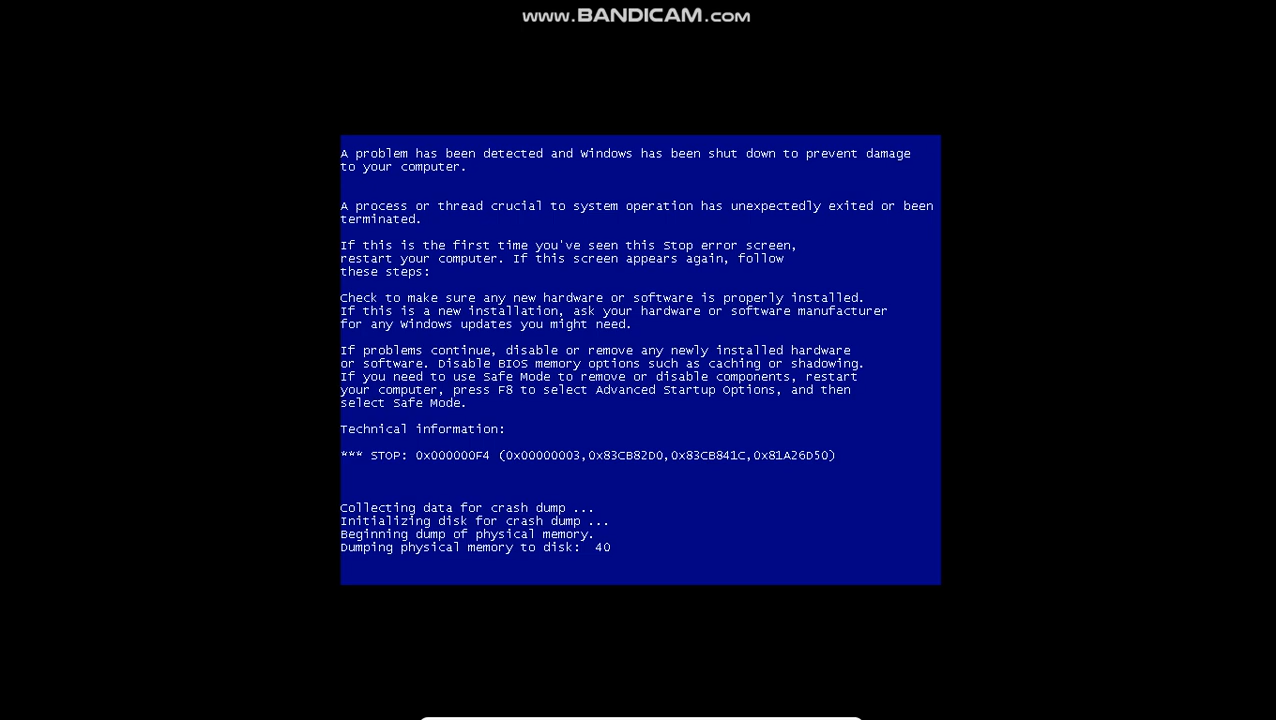 www.BANDICAM.COM
A problem has been detected and Windows has been shut down to prevent damage
to your computer.
A process or thread crucial to system operation has unexpectedly exited or been
terminated.
If this is the first time you've seen this Stop error screen,
restart your computer. If this screen appears again, follow
these steps:
Check to make sure any new hardware or software is properly installed.
If this is a new installation, ask your hardware or software manufacturer
for any Windows updates you might need.
If problems continue, disable or remove any newly installed hardware
or software. Disable BIOS memory options such as caching or shadowing.
If you need to use Safe Mode to remove or disable components, restart
your computer, press F8 to select Advanced Startup Options, and then
select Safe Mode.
Technical information:
*** STOP: 0x000000F4 (0x00000003,0x83CB82D0,0x83CB841C,0x81A26D50)
Collecting data for crash dump ...
Initializing disk for crash dump ...
Beginning dump of physical memory.
Dumping physical memory to disk:  40